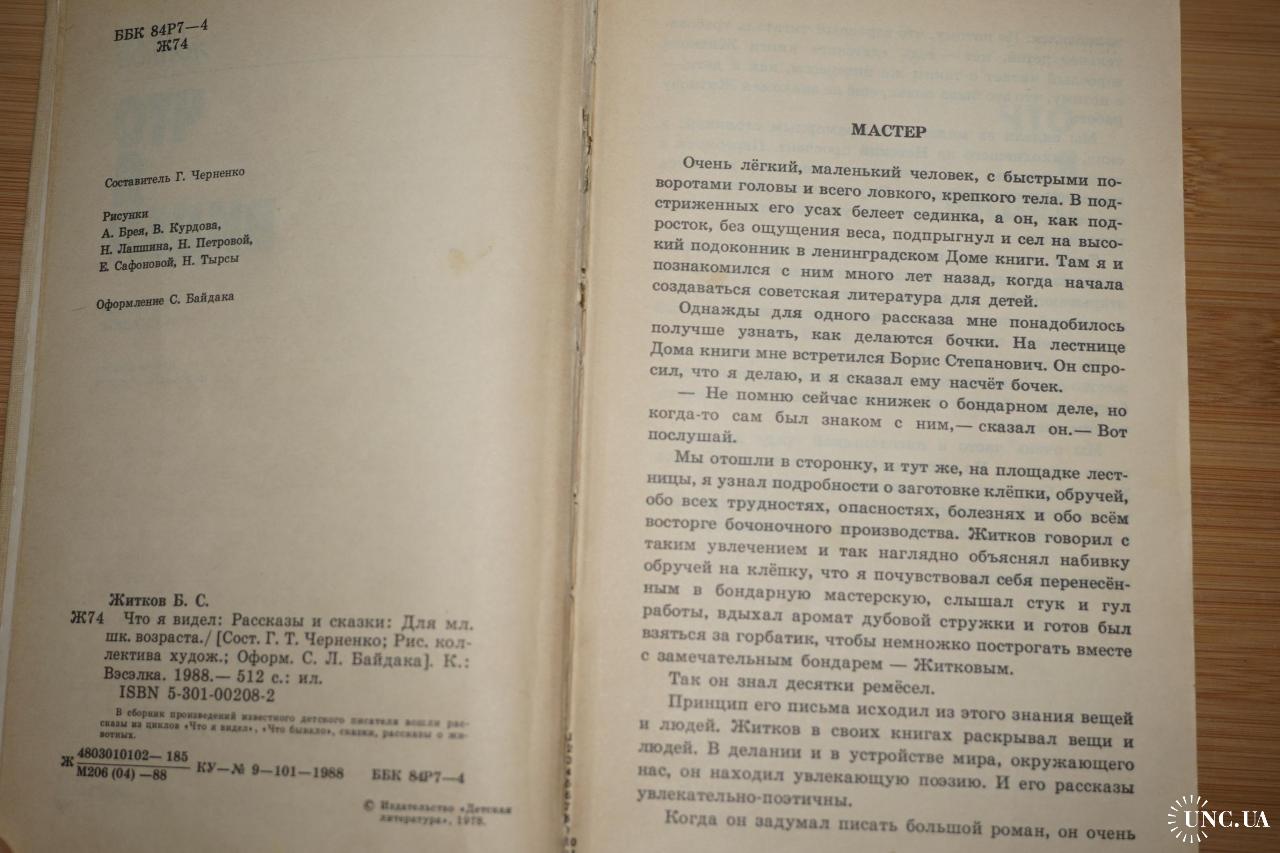 ББК 84Р7—4
Ж74
Составитель Г. Черненко
Рисунки
А. Брея, В. Курдова,
Н. Лапшина, Н. Петровой,
Е. Сафоновой, Н. Тырсы
Оформление С. Байдака
Житков Б. С.
Ж74 Что я видел: Рассказы и сказки: Для мл.
шк. возраста./ [Сост. Г. Т. Черненко; Рис. кол-
лектива худож.; Оформ. С. Л. Байдака]. К.:
Вэсэлка. 1988.— 512 с.: ил.
ISBN 5-301-00208-2
В сборник произведений известного детского писателя вошли рас-
сказы из циклов «Что я видел», «Что бывало», сказки, рассказы о жи-
вотных.
Ж 4803010102—185
М206 (04)—88
КУ—№ 9—101—1988 ББК 84Р7—4
© Издательство «Детская
литература», 1978.
МАСТЕР
Очень лёгкий, маленький человек, с быстрыми по-
воротами головы и всего ловкого, крепкого тела. В под-
стриженных его усах белеет сединка, а он, как под-
росток, без ощущения веса, подпрыгнул и сел на высо-
кий подоконник в ленинградском Доме книги. Там я и
познакомился с ним много лет назад, когда начала
создаваться советская литература для детей.
Однажды для одного рассказа мне понадобилось
получше узнать, как делаются бочки. На лестнице
Дома книги мне встретился Борис Степанович. Он спро-
сил, что я делаю, и я сказал ему насчёт бочек.
— Не помню сейчас книжек о бондарном деле, но
когда-то сам был знаком с ним,— сказал он.— Вот
послушай.
Мы отошли в сторонку, и тут же, на площадке лест-
ницы, я узнал подробности о заготовке клёпки, обручей,
обо всех трудностях, опасностях, болезнях и обо всём
восторге бочоночного производства. Житков говорил с
таким увлечением и так наглядно объяснял набивку
обручей на клёпку, что я почувствовал себя перенесён-
ным в бондарную мастерскую, слышал стук и гул
работы, вдыхал аромат дубовой стружки и готов был
взяться за горбатик, чтобы немножко построгать вместе
с замечательным бондарем — Житковым.
Так он знал десятки ремёсел.
Принцип его письма исходил из этого знания вещей
и людей. Житков в своих книгах раскрывал вещи и
людей. В делании и в устройстве мира, окружающего
нас, он находил увлекающую поэзию. И его рассказы
увлекательно-поэтичны.
Когда он задумал писать большой роман, он очень
UNC.UA